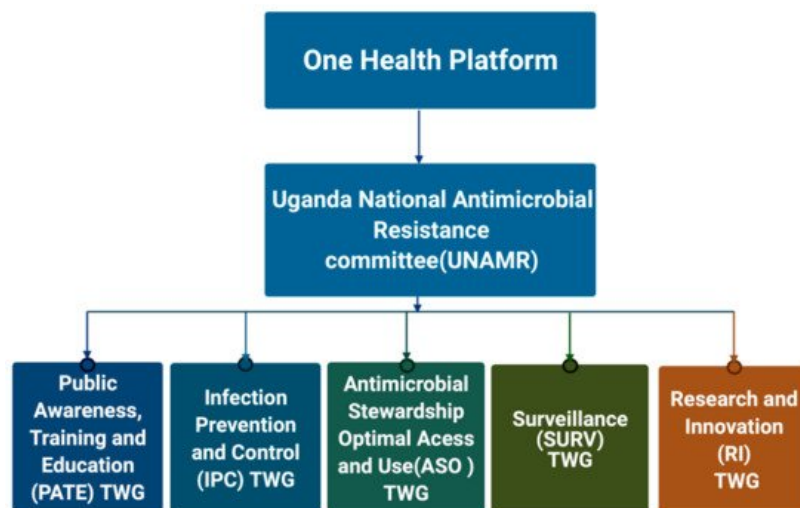 One Health Platform
Uganda National Antimicrobial
Resistance
committee(UNAMR)
Public
Awareness,
Training and
Education
(PATE) TWG
Infection
Prevention
and Control
(IPC) TWG
Antimicrobial
Stewardship
Optimal Acess
and Use(ASO )
TWG
Surveillance
(SURV)
TWG
Research and
Innovation
(RI)
TWG